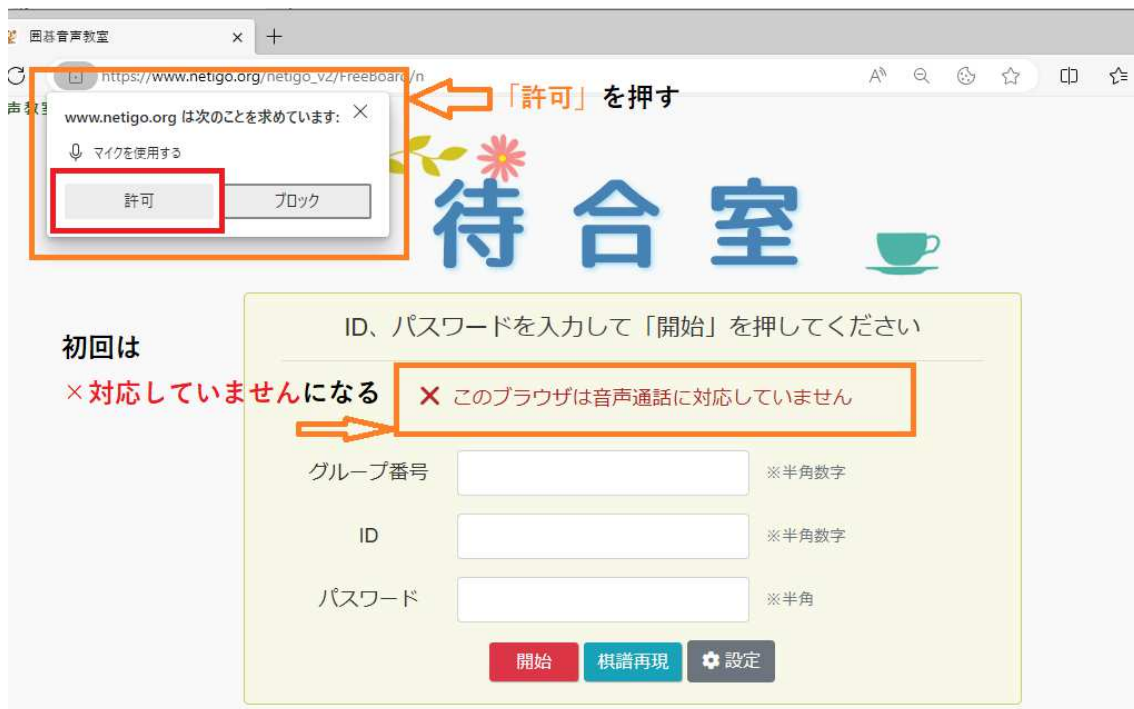 囲碁音声教室
https://www.netigo.org/netigo_v2/FreeBoard/n
「許可」を押す
www.netigo.org は次のことを求めています:
マイクを使用する
許可 ブロック
待合室
ID、パスワードを入力して「開始」を押してください
初回は
×対応していませんになる
このブラウザは音声通話に対応していません
グループ番号 ※半角数字
ID ※半角数字
パスワード ※半角
開始 棋譜再現 設定